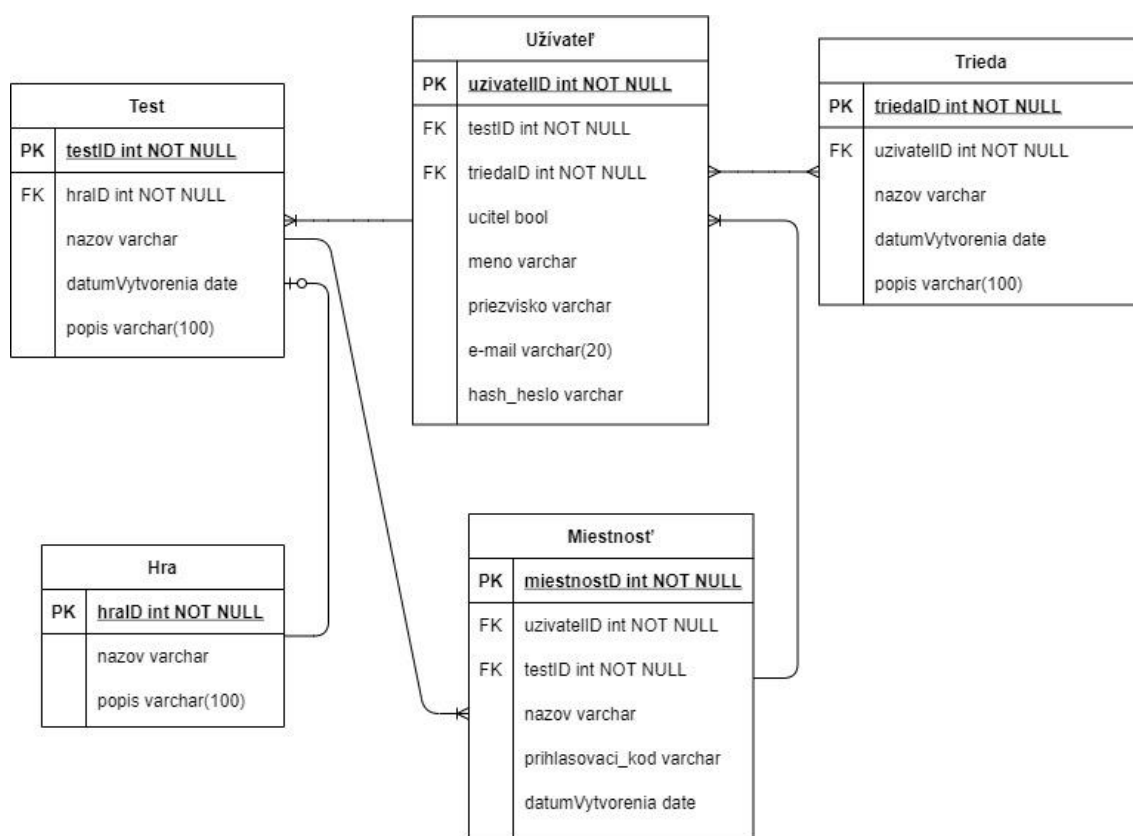 Test
PK testID int NOT NULL
FK hraID int NOT NULL
nazov varchar
datumVytvorenia date
popis varchar(100)
Užívateľ
PK uzivatelID int NOT NULL
FK testID int NOT NULL
FK triedaID int NOT NULL
ucitel bool
meno varchar
priezvisko varchar
e-mail varchar(20)
hash_heslo varchar
Trieda
PK triedaID int NOT NULL
FK uzivatelID int NOT NULL
nazov varchar
datumVytvorenia date
popis varchar(100)
Hra
PK hraID int NOT NULL
nazov varchar
popis varchar(100)
Miestnosť
PK miestnostD int NOT NULL
FK uzivatelID int NOT NULL
FK testID int NOT NULL
nazov varchar
prihlasovaci_kod varchar
datumVytvorenia date